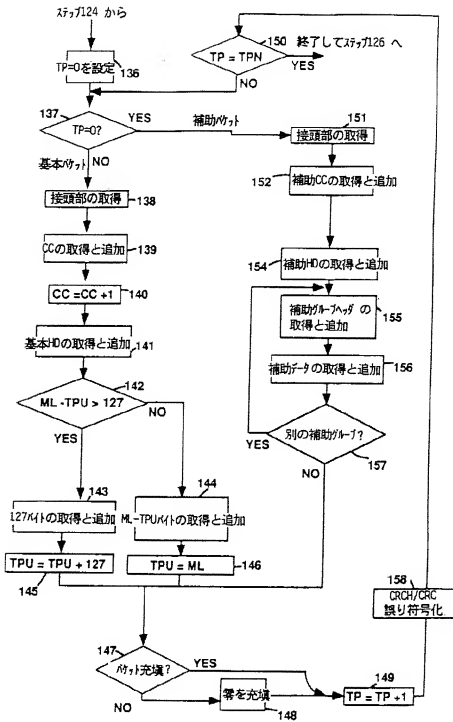 ステップ124 から
TP=0を設定
136
TP = TPN
150
終了してステップ126 へ
YES
NO
137
TP=0?
YES
補助パケット
基本パケット
NO
接頭部の取得
138
CCの取得と追加
139
CC =CC +1
140
基本HDの取得と追加
141
142
ML -TPU > 127
NO
YES
143
127バイトの取得と追加
144
ML-TPUバイトの取得と追加
TPU = TPU + 127
145
TPU = ML
146
151
接頭部の取得
152
補助CCの取得と追加
154
補助HDの取得と追加
補助グループヘッダ の
取得と追加
155
補助データの取得と追加
156
別の補助グループ?
YES
157
NO
158
CRCH/CRC
誤り符号化
147
パケット充填?
YES
NO
零を充填
148
149
TP = TP +1